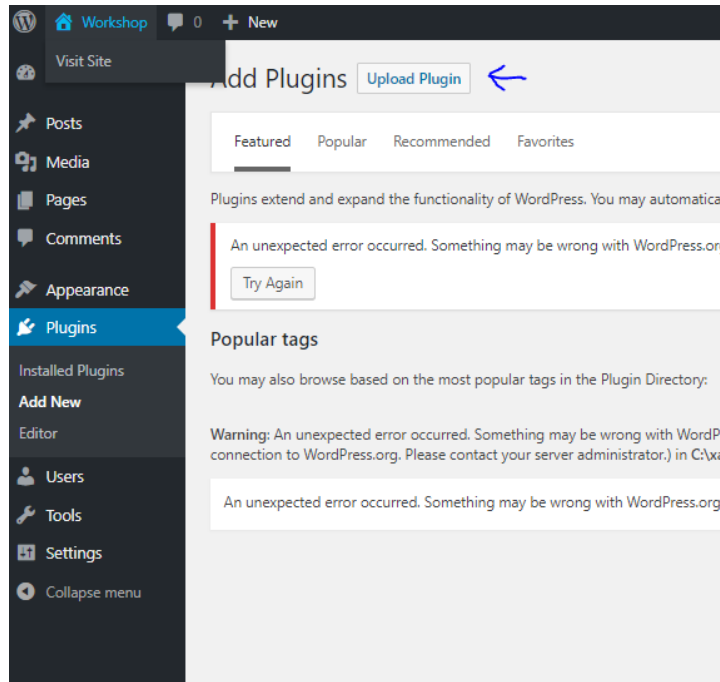 Workshop 0 New
Visit Site
Add Plugins Upload Plugin
Posts
Media
Pages
Comments
Appearance
Plugins
Installed Plugins
Add New
Editor
Users
Tools
Settings
Collapse menu
Featured Popular Recommended Favorites
Plugins extend and expand the functionality of WordPress. You may automatica
An unexpected error occurred. Something may be wrong with WordPress.or
Try Again
Popular tags
You may also browse based on the most popular tags in the Plugin Directory:
Warning: An unexpected error occurred. Something may be wrong with WordP
connection to WordPress.org. Please contact your server administrator.) in C:\xa
An unexpected error occurred. Something may be wrong with WordPress.org